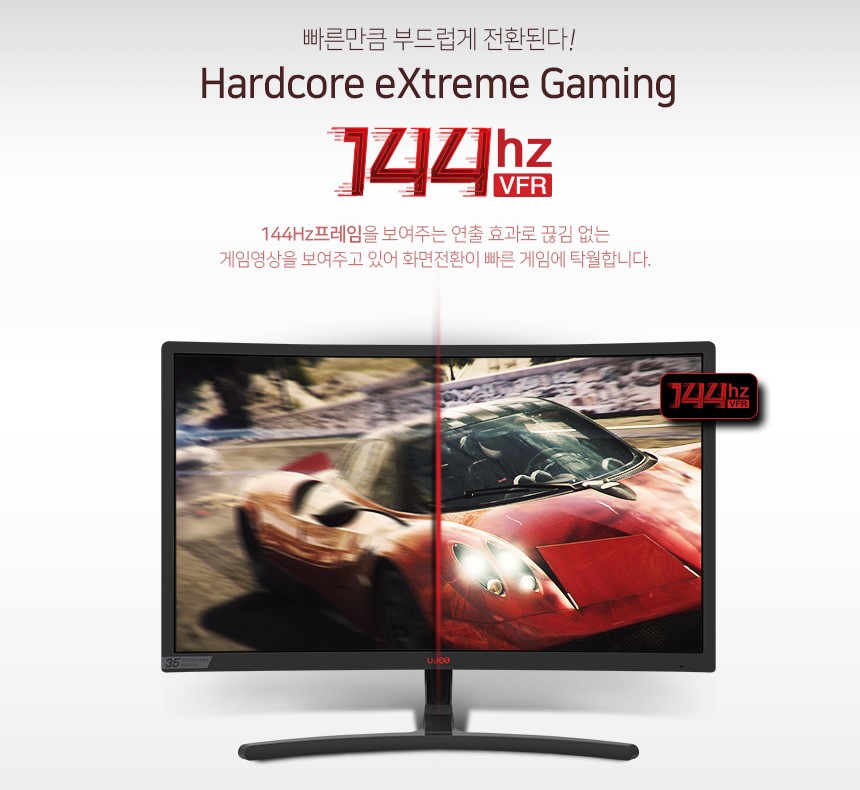 빠른만큼 부드럽게 전환된다!
Hardcore eXtreme Gaming
144hz
VFR
144Hz프레임을 보여주는 연출 효과로 끊김 없는
게임영상을 보여주고 있어 화면전환이 빠른 게임에 탁월합니다.
144hz
VFR
35